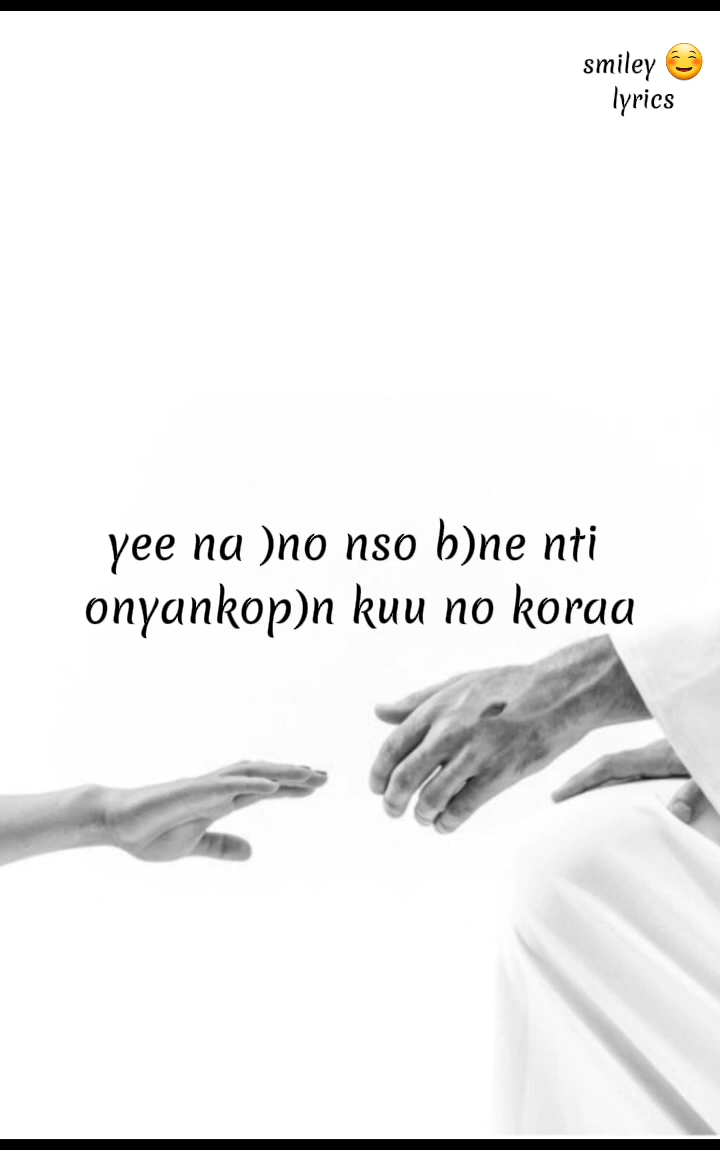 smiley 😊
lyrics
yee na )no nso b)ne nti
onyankop)n kuu no koraa